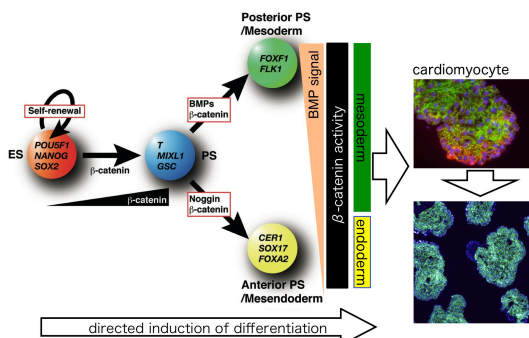 Posterior PS
/Mesoderm
FOXF1
FLK1
Self-renewal
BMPs
β-catenin
ES
POU5F1
NANOG
SOX2
β-catenin
T
MIXL1
GSC
PS
β-catenin
Noggin
β-catenin
CER1
SOX17
FOXA2
Anterior PS
/Mesendoderm
BMP signal
β-catenin activity
mesoderm
endoderm
cardiomyocyte
directed induction of differentiation